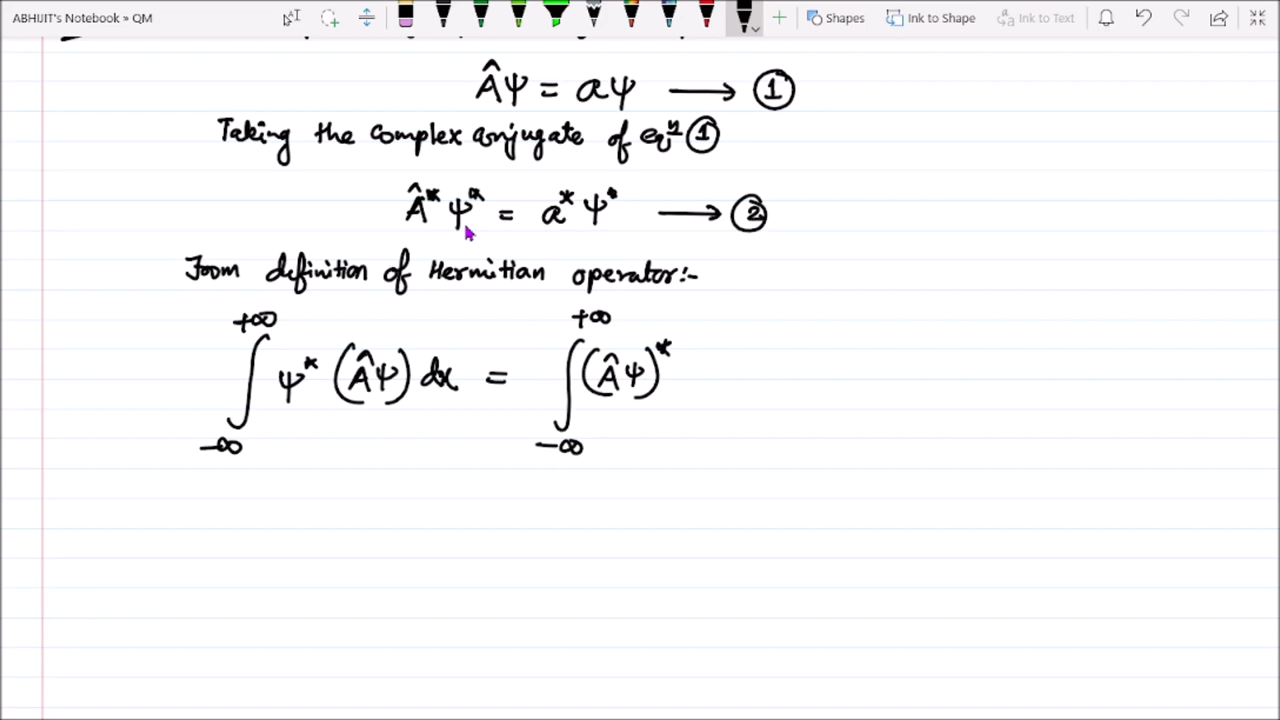 ABHIJIT's Notebook » QM
Shapes
Ink to Shape
Ink to Text
Âψ = aψ ⟶ ①
Taking the complex conjugate of eqⁿ ①
Â*ψ* = a*ψ* ⟶ ②
From definition of Hermitian operator:-
∫₋∞⁺∞ ψ* (Âψ) dx = ∫₋∞⁺∞ (Âψ)*